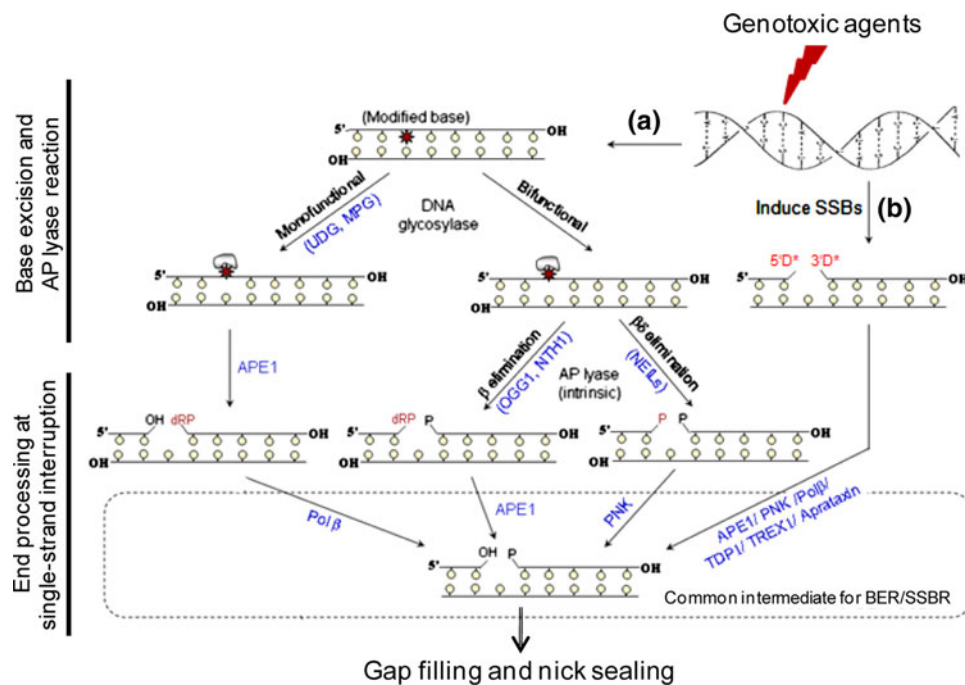 Genotoxic agents
(a)
(Modified base)
5'
OH
OH
Induce SSBs
(b)
Monofunctional
(UDG, MPG)
DNA
glycosylase
Bifunctional
Base excision and
AP lyase reaction
5'
OH
OH
5'
OH
OH
5'D*
3'D*
5'
OH
OH
APE1
β elimination
(OGG1, NTH1)
AP lyase
(intrinsic)
βδ elimination
(NEILs)
End processing at
single-strand interruption
OH
dRP
5'
OH
OH
dRP
P
5'
OH
OH
P
P
5'
OH
OH
Pol β
APE1
PNK
APE1/ PNK /Polβ/
TDP1/ TREX1/ Aprataxin
OH
P
5'
OH
OH
Common intermediate for BER/SSBR
Gap filling and nick sealing